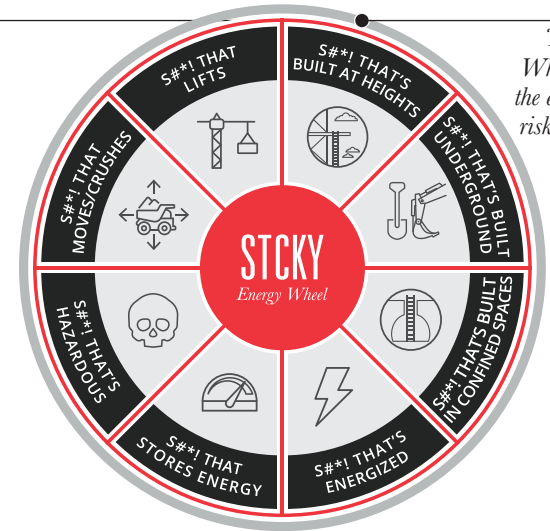 S#*! THAT
LIFTS
S#*! THAT'S
BUILT AT HEIGHTS
S#*! THAT'S BUILT
UNDERGROUND
S#*! THAT'S BUILT
IN CONFINED SPACES
S#*! THAT'S
ENERGIZED
S#*! THAT
STORES ENERGY
S#*! THAT'S
HAZARDOUS
S#*! THAT
MOVES/CRUSHES
STCKY
Energy Wheel
the
risk